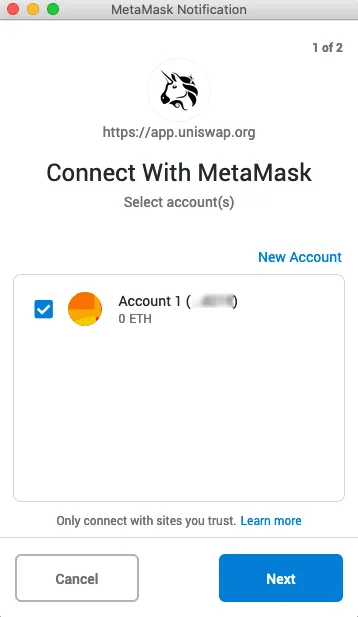 MetaMask Notification
1 of 2
https://app.uniswap.org
Connect With MetaMask
Select account(s)
New Account
Account 1 (...)
0 ETH
Only connect with sites you trust. Learn more
Cancel
Next